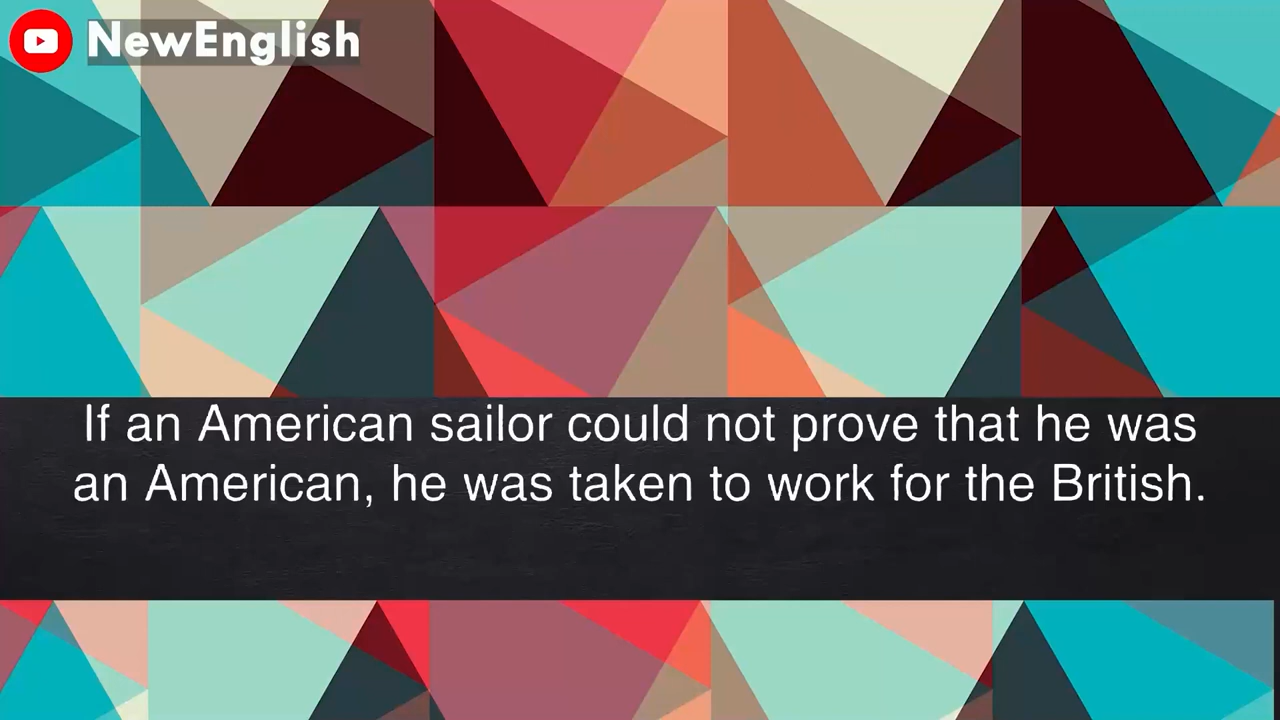 NewEnglish
If an American sailor could not prove that he was
an American, he was taken to work for the British.